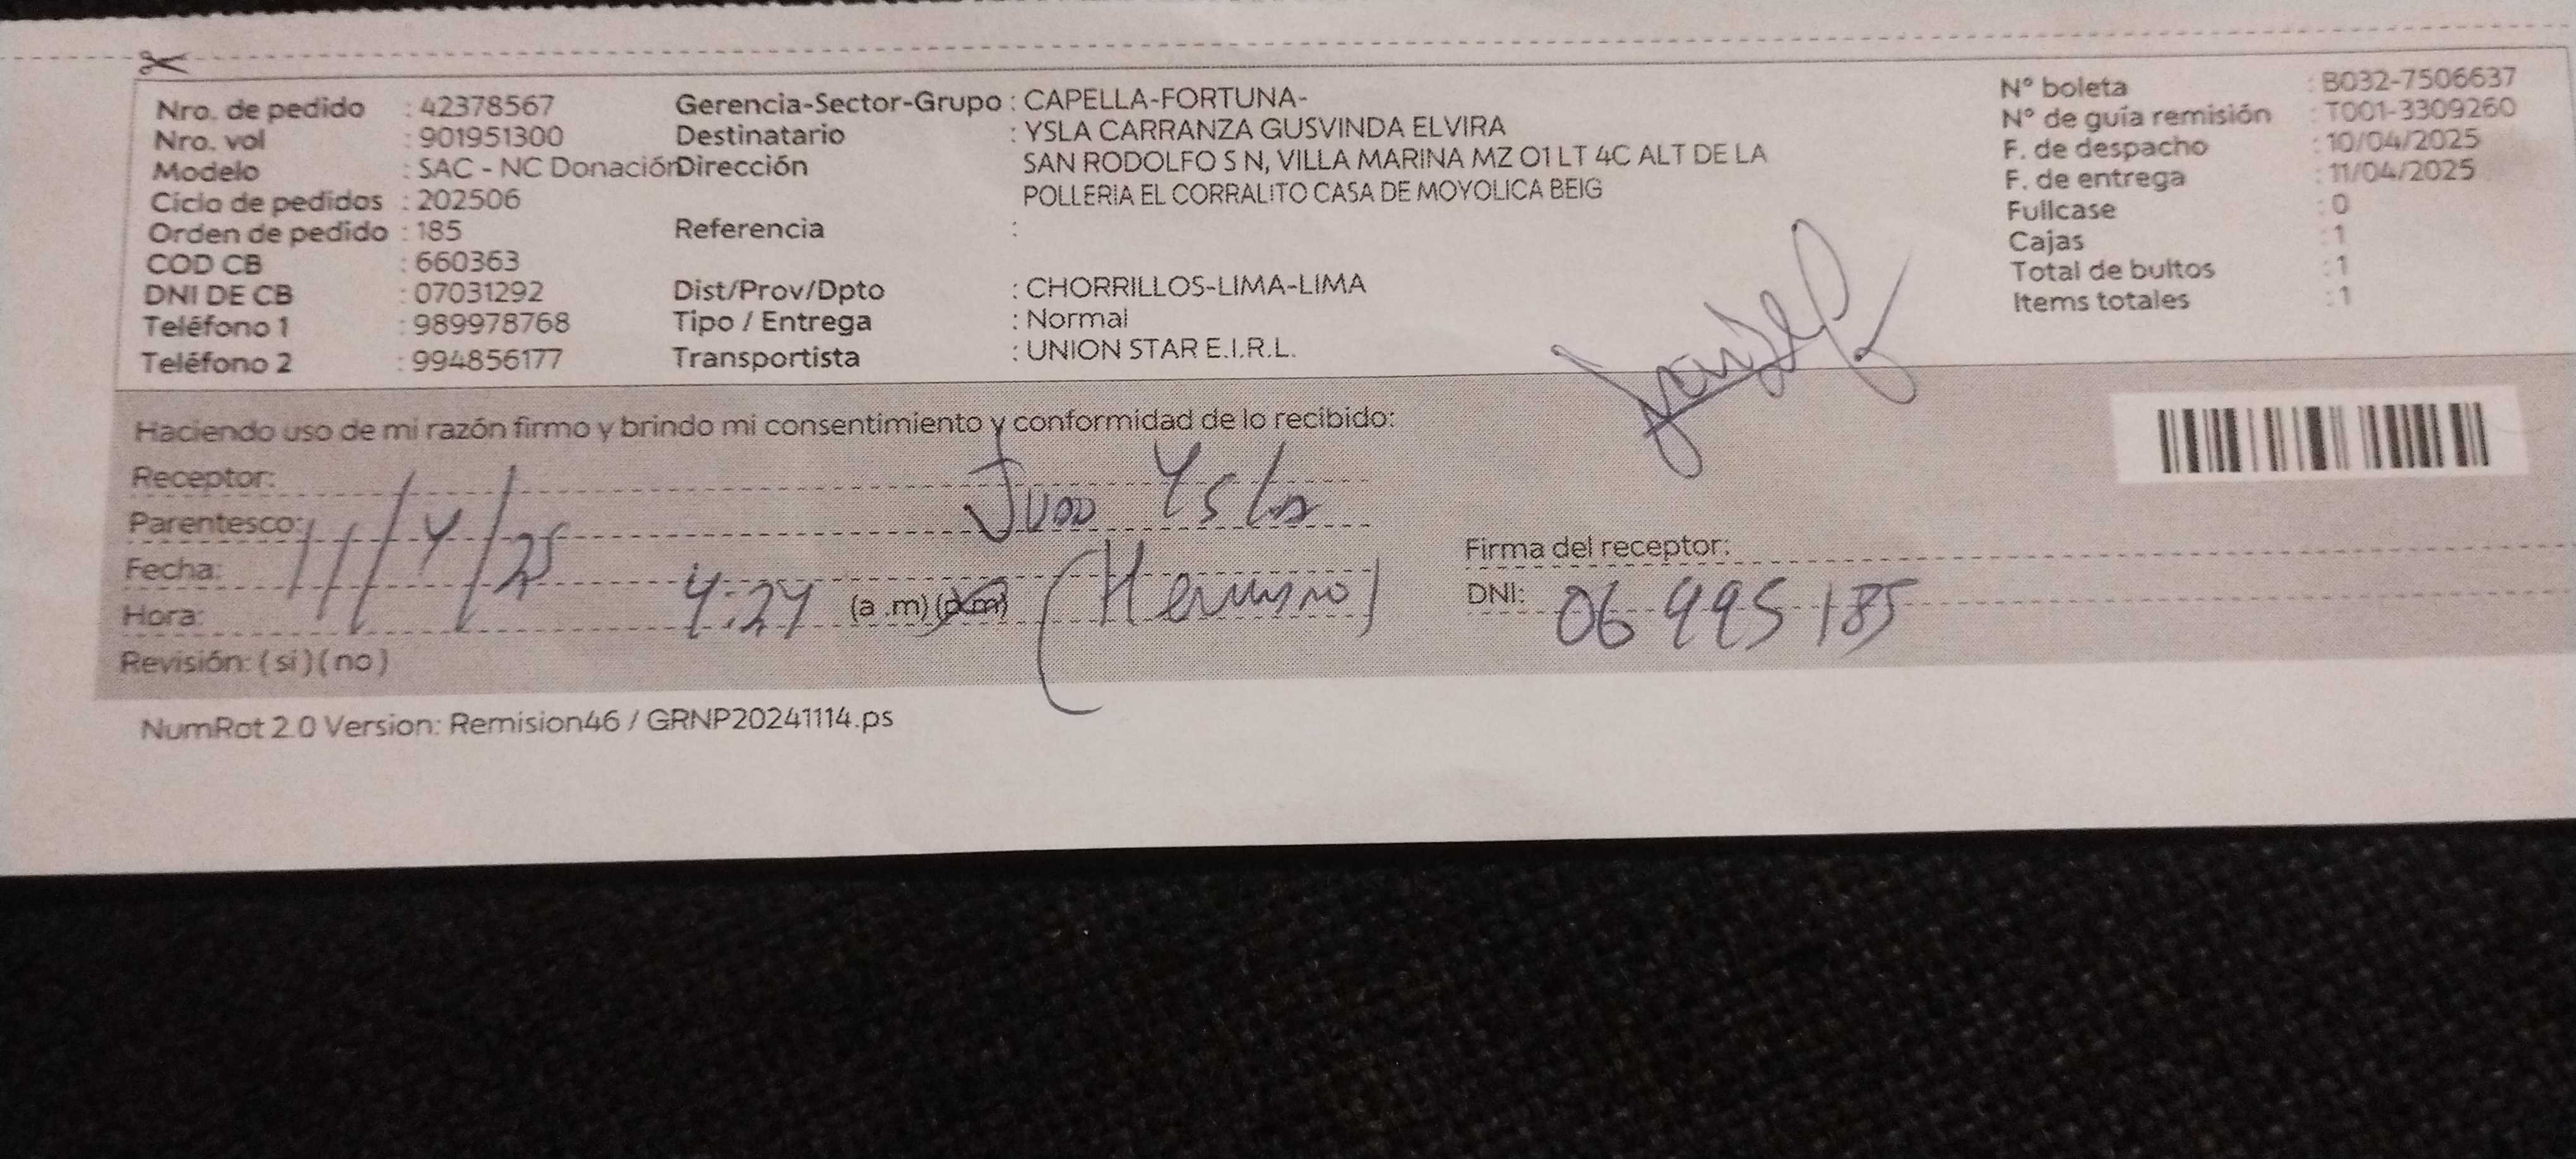 Nro. de pedido : 42378567
Nro. vol : 901951300
Modelo : SAC - NC Donación
Ciclo de pedidos : 202506
Orden de pedido : 185
COD CB : 660363
DNI DE CB : 07031292
Teléfono 1 : 989978768
Teléfono 2 : 994856177
Gerencia-Sector-Grupo : CAPELLA-FORTUNA-
Destinatario : YSLA CARRANZA GUSVINDA ELVIRA
Dirección SAN RODOLFO S N, VILLA MARINA MZ O1 LT 4C ALT DE LA
POLLERIA EL CORRALITO CASA DE MOYOLICA BEIG
Referencia :
Dist/Prov/Dpto : CHORRILLOS-LIMA-LIMA
Tipo / Entrega : Normal
Transportista : UNION STAR E.I.R.L.
N° boleta : B032-7506637
N° de guía remisión : T001-3309260
F. de despacho : 10/04/2025
F. de entrega : 11/04/2025
Fullcase : 0
Cajas : 1
Total de bultos : 1
Items totales : 1
Haciendo uso de mi razón firmo y brindo mi consentimiento y conformidad de lo recibido:
Receptor: Juan Ysla
Parentesco: (Hermano)
Fecha: 11/4/25
Hora: 4:24 (a .m) (p.m)
Revisión: ( si ) ( no )
Firma del receptor:
DNI: 06995185
NumRot 2.0 Version: Remision46 / GRNP20241114.ps